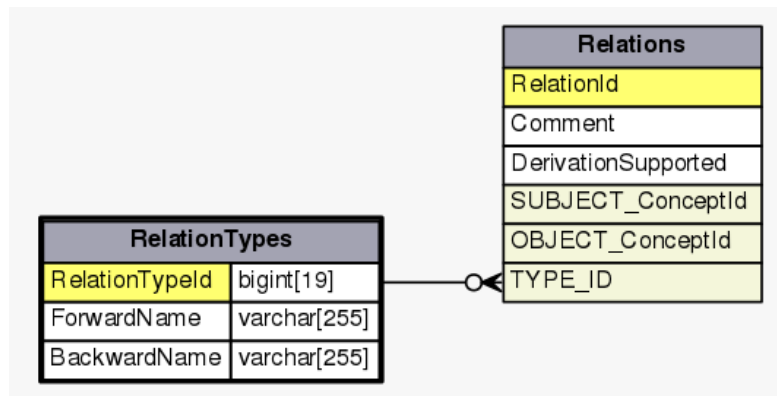 Relations
RelationId
Comment
DerivationSupported
SUBJECT_ConceptId
OBJECT_ConceptId
TYPE_ID
RelationTypes
RelationTypeId bigint[19]
ForwardName varchar[255]
BackwardName varchar[255]